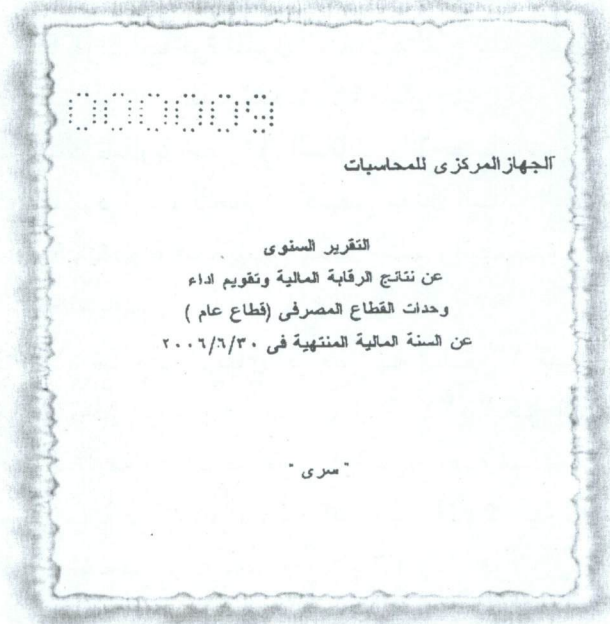 000009
الجهاز المركزى للمحاسبات
التقرير السنوى
عن نتائج الرقابة المالية وتقويم اداء
وحدات القطاع المصرفى (قطاع عام )
عن السنة المالية المنتهية فى ٢٠٠٦/٦/٣٠
" سرى "